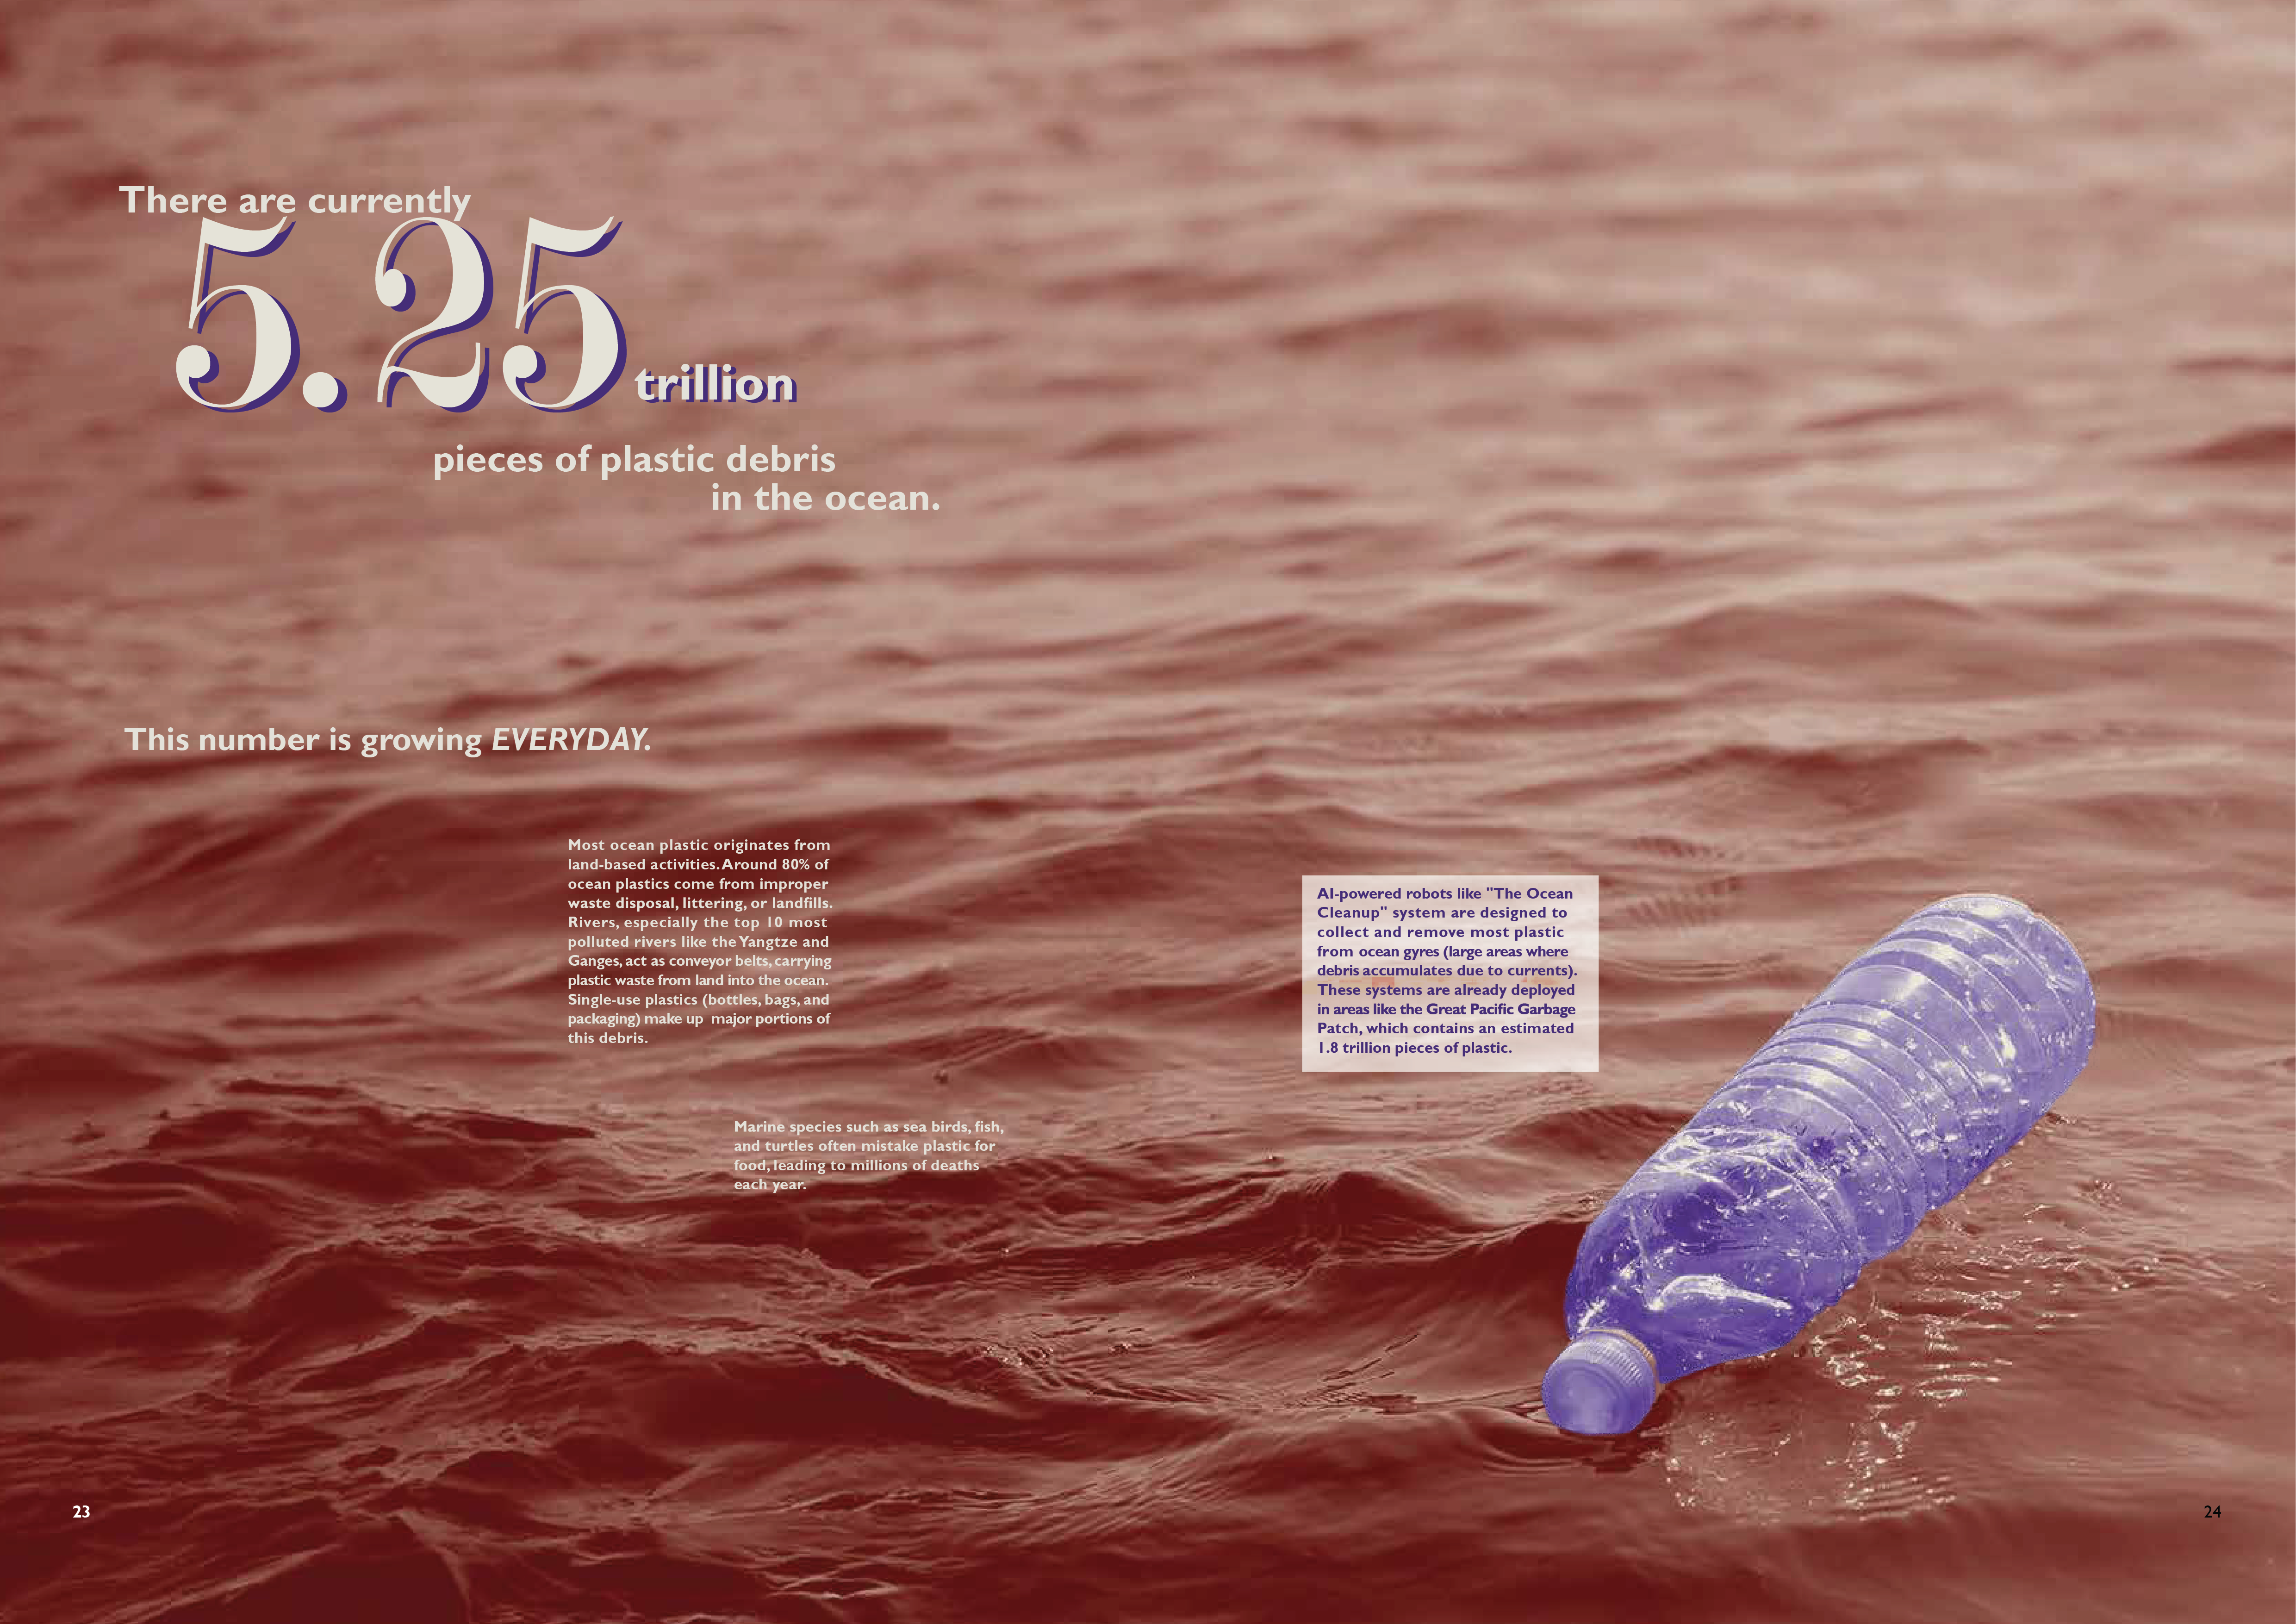 There are currently
5.25 trillion
pieces of plastic debris
in the ocean.
This number is growing EVERYDAY.
Most ocean plastic originates from
land-based activities. Around 80% of
ocean plastics come from improper
waste disposal, littering, or landfills.
Rivers, especially the top 10 most
polluted rivers like the Yangtze and
Ganges, act as conveyor belts, carrying
plastic waste from land into the ocean.
Single-use plastics (bottles, bags, and
packaging) make up major portions of
this debris.
Marine species such as sea birds, fish,
and turtles often mistake plastic for
food, leading to millions of deaths
each year.
AI-powered robots like "The Ocean
Cleanup" system are designed to
collect and remove most plastic
from ocean gyres (large areas where
debris accumulates due to currents).
These systems are already deployed
in areas like the Great Pacific Garbage
Patch, which contains an estimated
1.8 trillion pieces of plastic.
23
24